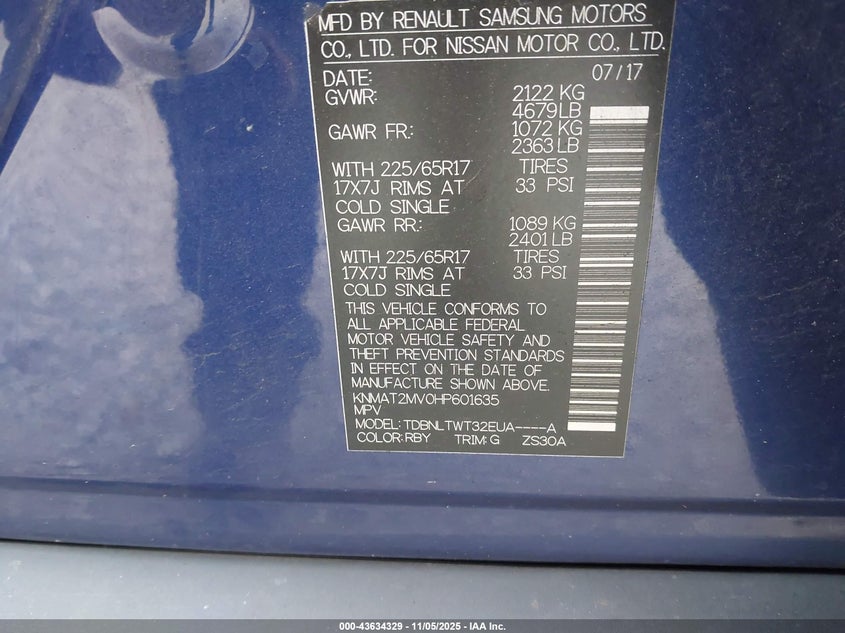 MFD BY RENAULT SAMSUNG MOTORS
CO., LTD. FOR NISSAN MOTOR CO., LTD.
DATE: 07/17
GVWR: 2122 KG
4679 LB
GAWR FR: 1072 KG
2363 LB
WITH 225/65R17 TIRES
17X7J RIMS AT 33 PSI
COLD SINGLE
GAWR RR: 1089 KG
2401 LB
WITH 225/65R17 TIRES
17X7J RIMS AT 33 PSI
COLD SINGLE
THIS VEHICLE CONFORMS TO
ALL APPLICABLE FEDERAL
MOTOR VEHICLE SAFETY AND
THEFT PREVENTION STANDARDS
IN EFFECT ON THE DATE OF
MANUFACTURE SHOWN ABOVE.
KNMAT2MV0HP601635
MPV
MODEL: TDBNLTWT32EUA----A
COLOR: RBY TRIM: G ZS30A
000-43634329 - 11/05/2025 - IAA Inc.